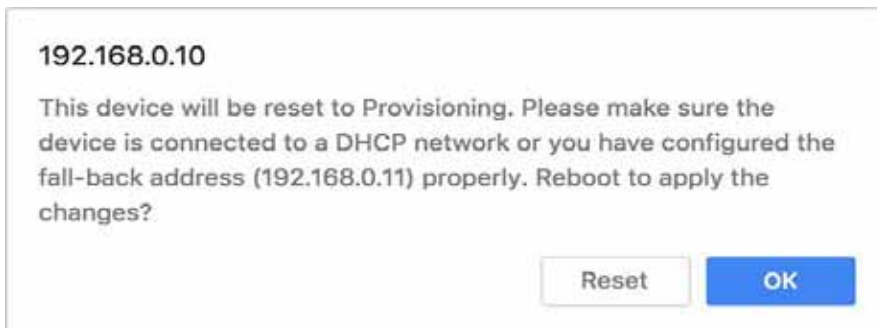 192.168.0.10
This device will be reset to Provisioning. Please make sure the
device is connected to a DHCP network or you have configured the
fall-back address (192.168.0.11) properly. Reboot to apply the
changes?
Reset
OK